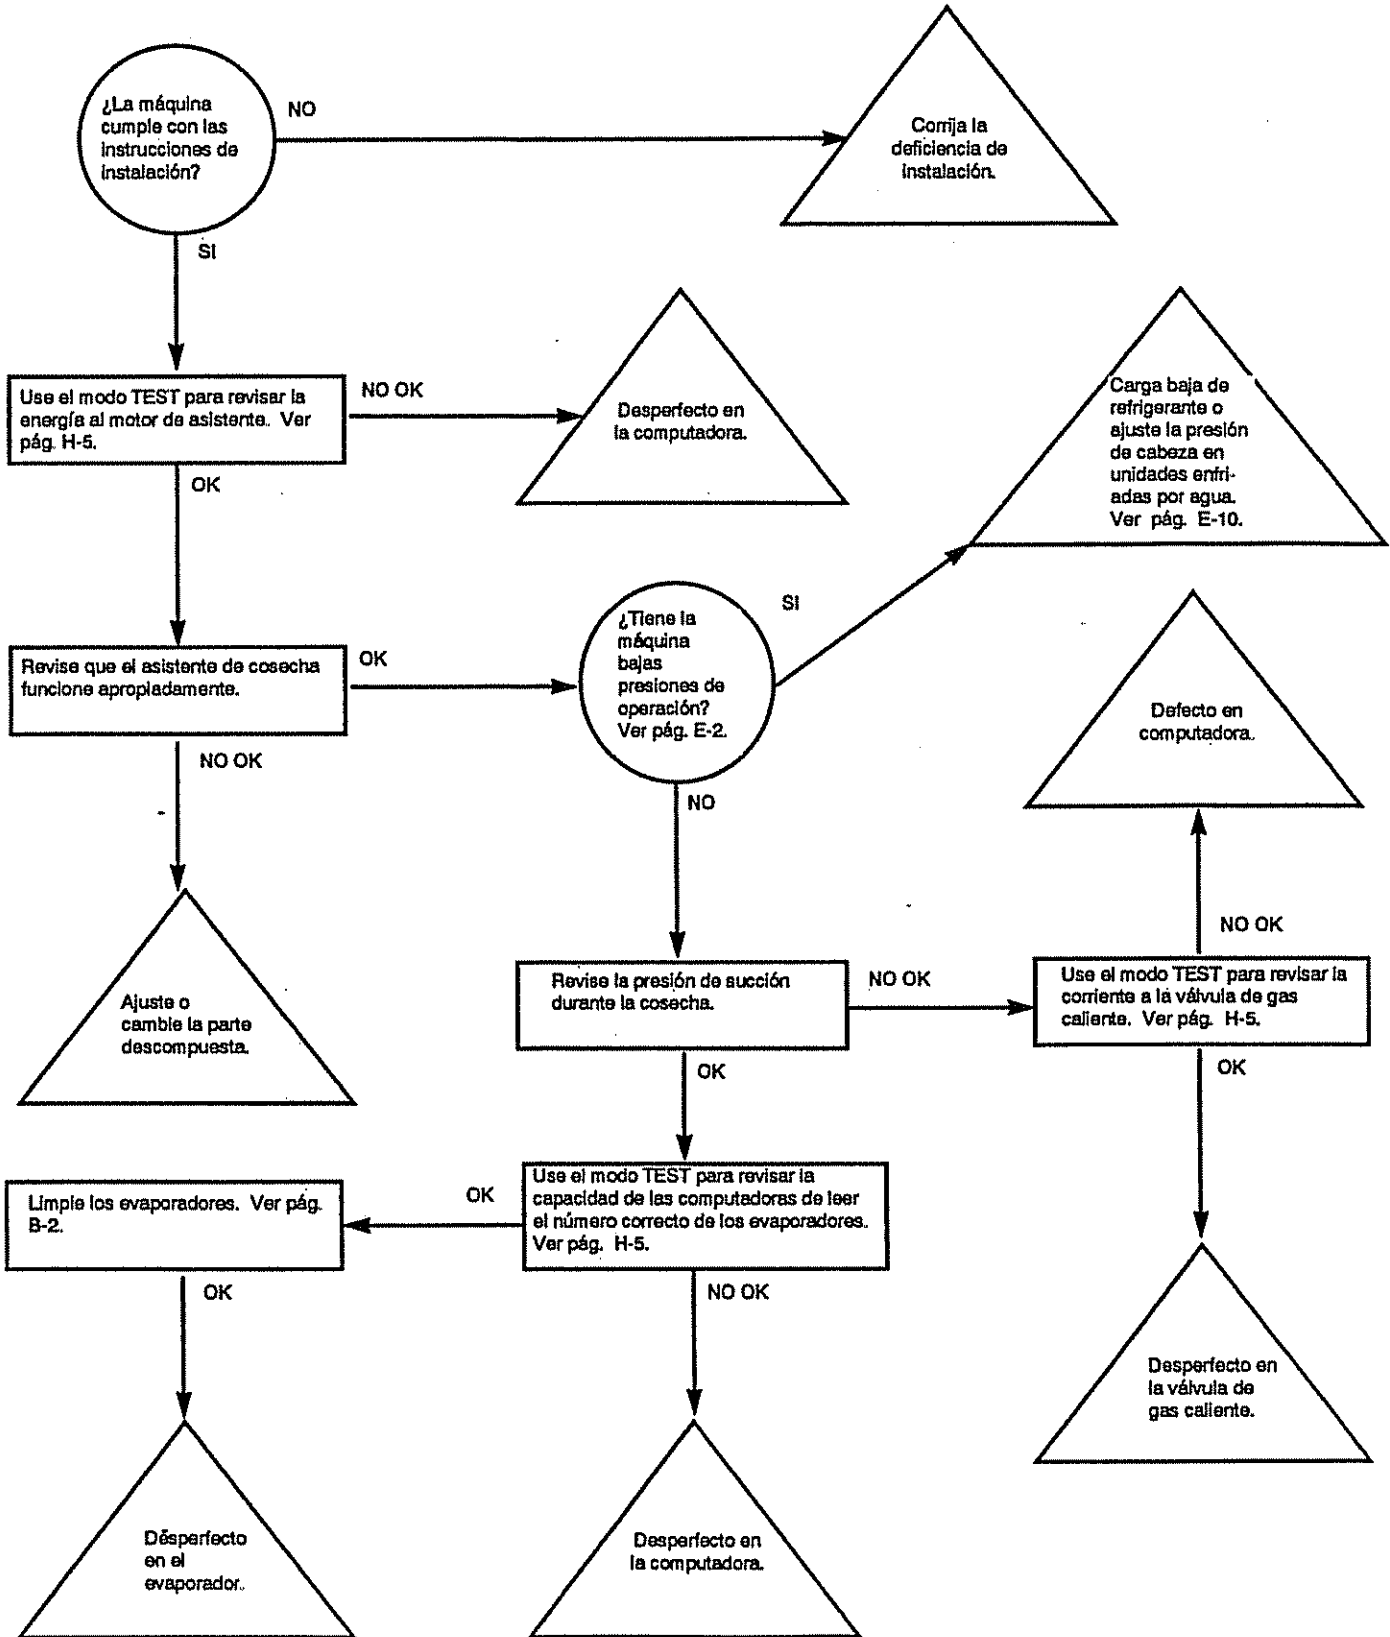 ¿La máquina
cumple con las
instrucciones de
instalación?
NO
Corrija la
deficiencia de
instalación.
SI
Use el modo TEST para revisar la
energía al motor de asistente. Ver
pág. H-5.
NO OK
Desperfecto en
la computadora.
Carga baja de
refrigerante o
ajuste la presión
de cabeza en
unidades enfri-
adas por agua.
Ver pág. E-10.
OK
Revise que el asistente de cosecha
funcione apropiadamente.
OK
¿Tiene la
máquina
bajas
presiones de
operación?
Ver pág. E-2.
SI
Defecto en
computadora.
NO OK
NO
Ajuste o
cambie la parte
descompuesta.
Revise la presión de succión
durante la cosecha.
NO OK
NO OK
Use el modo TEST para revisar la
corriente a la válvula de gas
caliente. Ver pág. H-5.
OK
OK
Limpie los evaporadores. Ver pág.
B-2.
OK
Use el modo TEST para revisar la
capacidad de las computadoras de leer
el número correcto de los evaporadores.
Ver pág. H-5.
OK
NO OK
Desperfecto en
la válvula de
gas caliente.
Désperfecto
en el
evaporador.
Desperfecto en
la computadora.